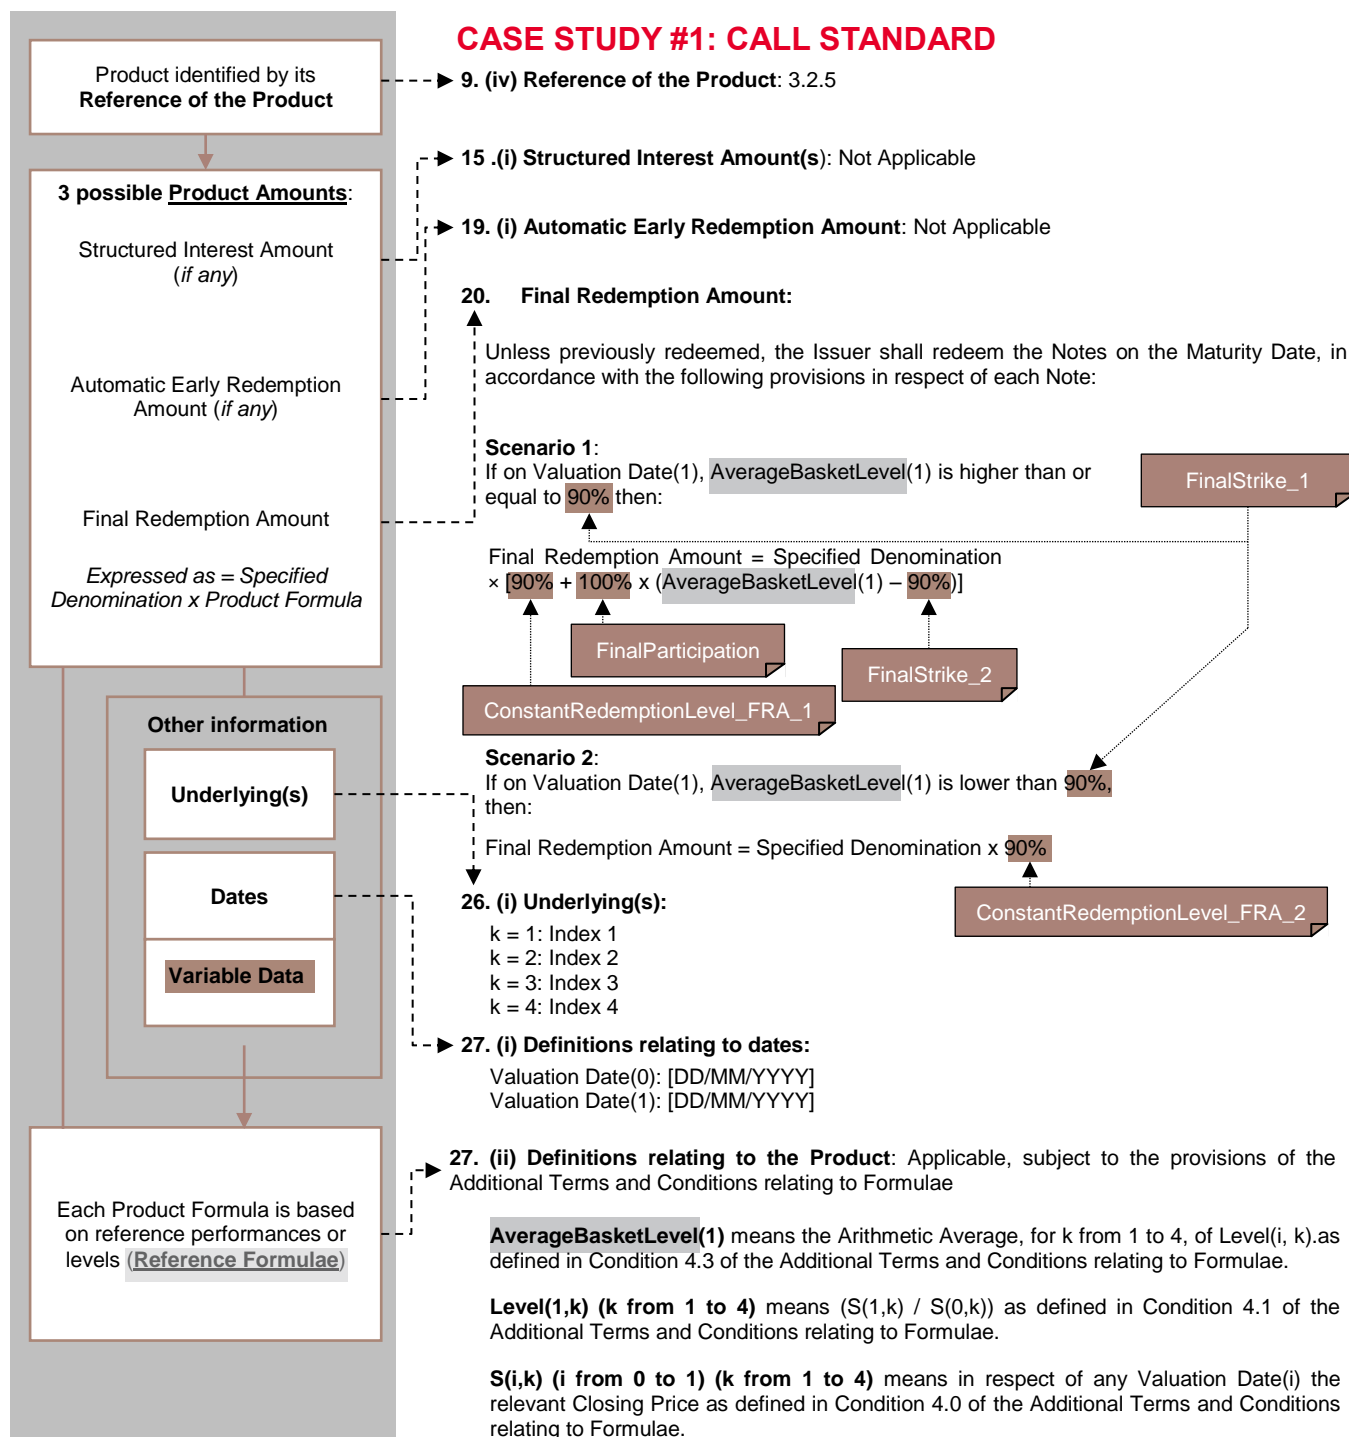 CASE STUDY #1: CALL STANDARD
Product identified by its
Reference of the Product
9. (iv) Reference of the Product: 3.2.5
3 possible Product Amounts:
Structured Interest Amount
(if any)
Automatic Early Redemption
Amount (if any)
Final Redemption Amount
Expressed as = Specified
Denomination x Product Formula
15 .(i) Structured Interest Amount(s): Not Applicable
19. (i) Automatic Early Redemption Amount: Not Applicable
20. Final Redemption Amount:
Unless previously redeemed, the Issuer shall redeem the Notes on the Maturity Date, in
accordance with the following provisions in respect of each Note:
Scenario 1:
If on Valuation Date(1), AverageBasketLevel(1) is higher than or
equal to 90% then:
FinalStrike_1
Final Redemption Amount = Specified Denomination
× [90% + 100% x (AverageBasketLevel(1) – 90%)]
FinalParticipation
FinalStrike_2
ConstantRedemptionLevel_FRA_1
Scenario 2:
If on Valuation Date(1), AverageBasketLevel(1) is lower than 90%,
then:
Final Redemption Amount = Specified Denomination x 90%
ConstantRedemptionLevel_FRA_2
Other information
Underlying(s)
Dates
Variable Data
26. (i) Underlying(s):
k = 1: Index 1
k = 2: Index 2
k = 3: Index 3
k = 4: Index 4
27. (i) Definitions relating to dates:
Valuation Date(0): [DD/MM/YYYY]
Valuation Date(1): [DD/MM/YYYY]
Each Product Formula is based
on reference performances or
levels (Reference Formulae)
27. (ii) Definitions relating to the Product: Applicable, subject to the provisions of the
Additional Terms and Conditions relating to Formulae
AverageBasketLevel(1) means the Arithmetic Average, for k from 1 to 4, of Level(i, k).as
defined in Condition 4.3 of the Additional Terms and Conditions relating to Formulae.
Level(1,k) (k from 1 to 4) means (S(1,k) / S(0,k)) as defined in Condition 4.1 of the
Additional Terms and Conditions relating to Formulae.
S(i,k) (i from 0 to 1) (k from 1 to 4) means in respect of any Valuation Date(i) the
relevant Closing Price as defined in Condition 4.0 of the Additional Terms and Conditions
relating to Formulae.